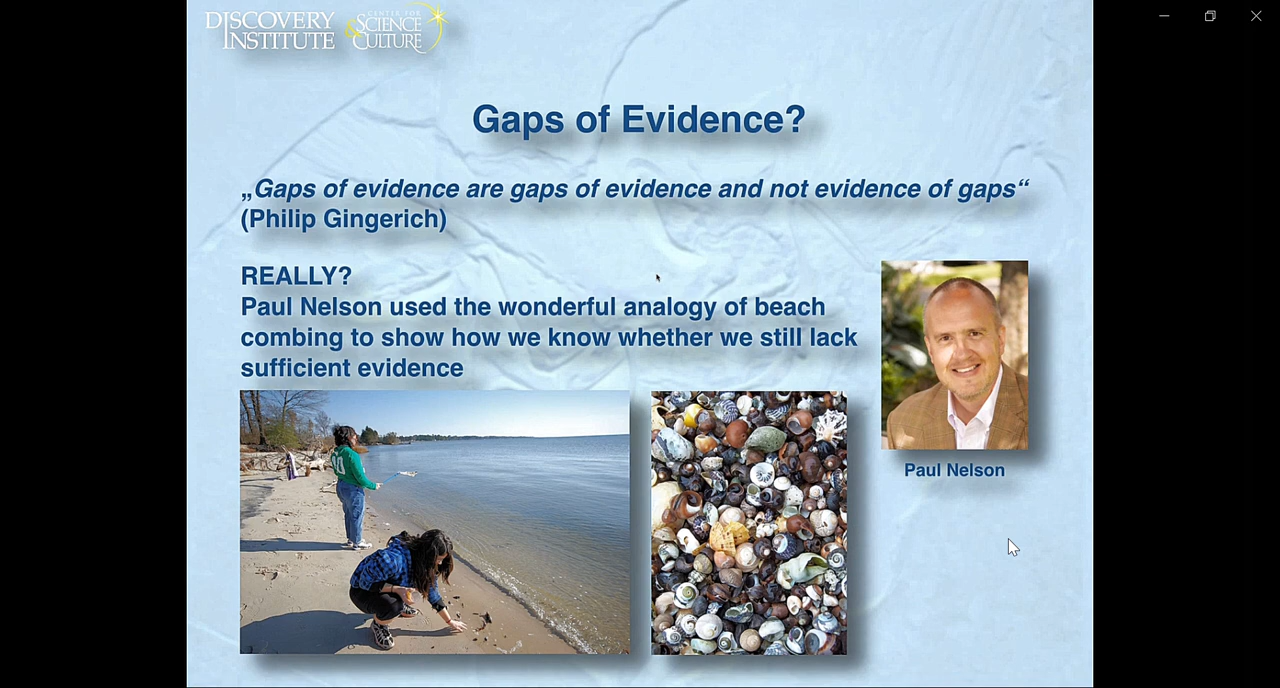 DISCOVERY
INSTITUTE
CENTER FOR
SCIENCE
& CULTURE
Gaps of Evidence?
„Gaps of evidence are gaps of evidence and not evidence of gaps“
(Philip Gingerich)
REALLY?
Paul Nelson used the wonderful analogy of beach
combing to show how we know whether we still lack
sufficient evidence
Paul Nelson